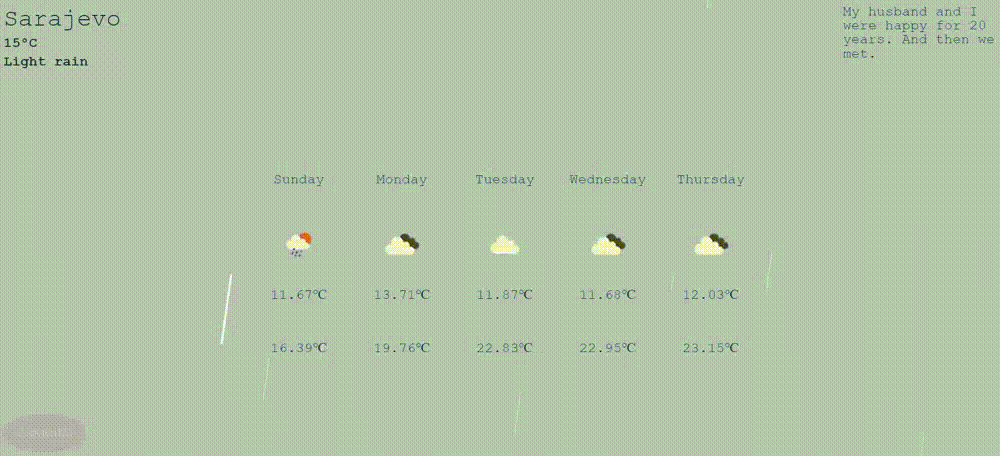 Sarajevo
15°C
Light rain
My husband and I
were happy for 20
years. And then we
met.
Sunday Monday Tuesday Wednesday Thursday
11.67°C 13.71°C 11.87°C 11.68°C 12.03°C
16.39°C 19.76°C 22.83°C 22.95°C 23.15°C